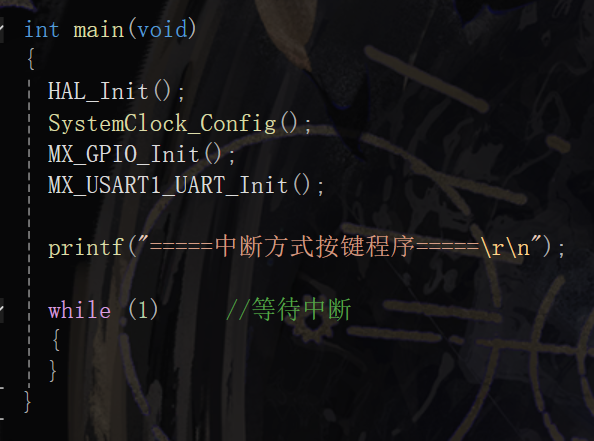 int main(void)
{
HAL_Init();
SystemClock_Config();
MX_GPIO_Init();
MX_USART1_UART_Init();
printf("=====中断方式按键程序=====\r\n");
while (1) //等待中断
{
}
}